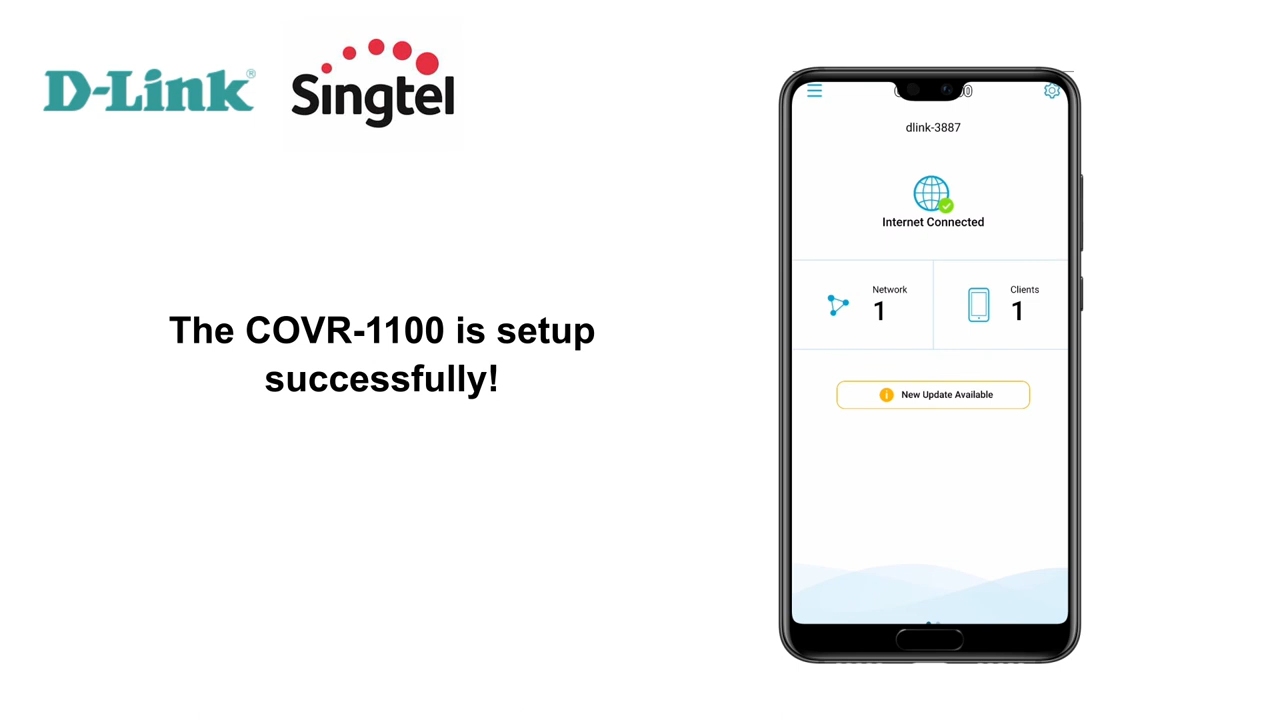 D-Link®
Singtel
dlink-3887
Internet Connected
Network
1
Clients
1
New Update Available
The COVR-1100 is setup
successfully!